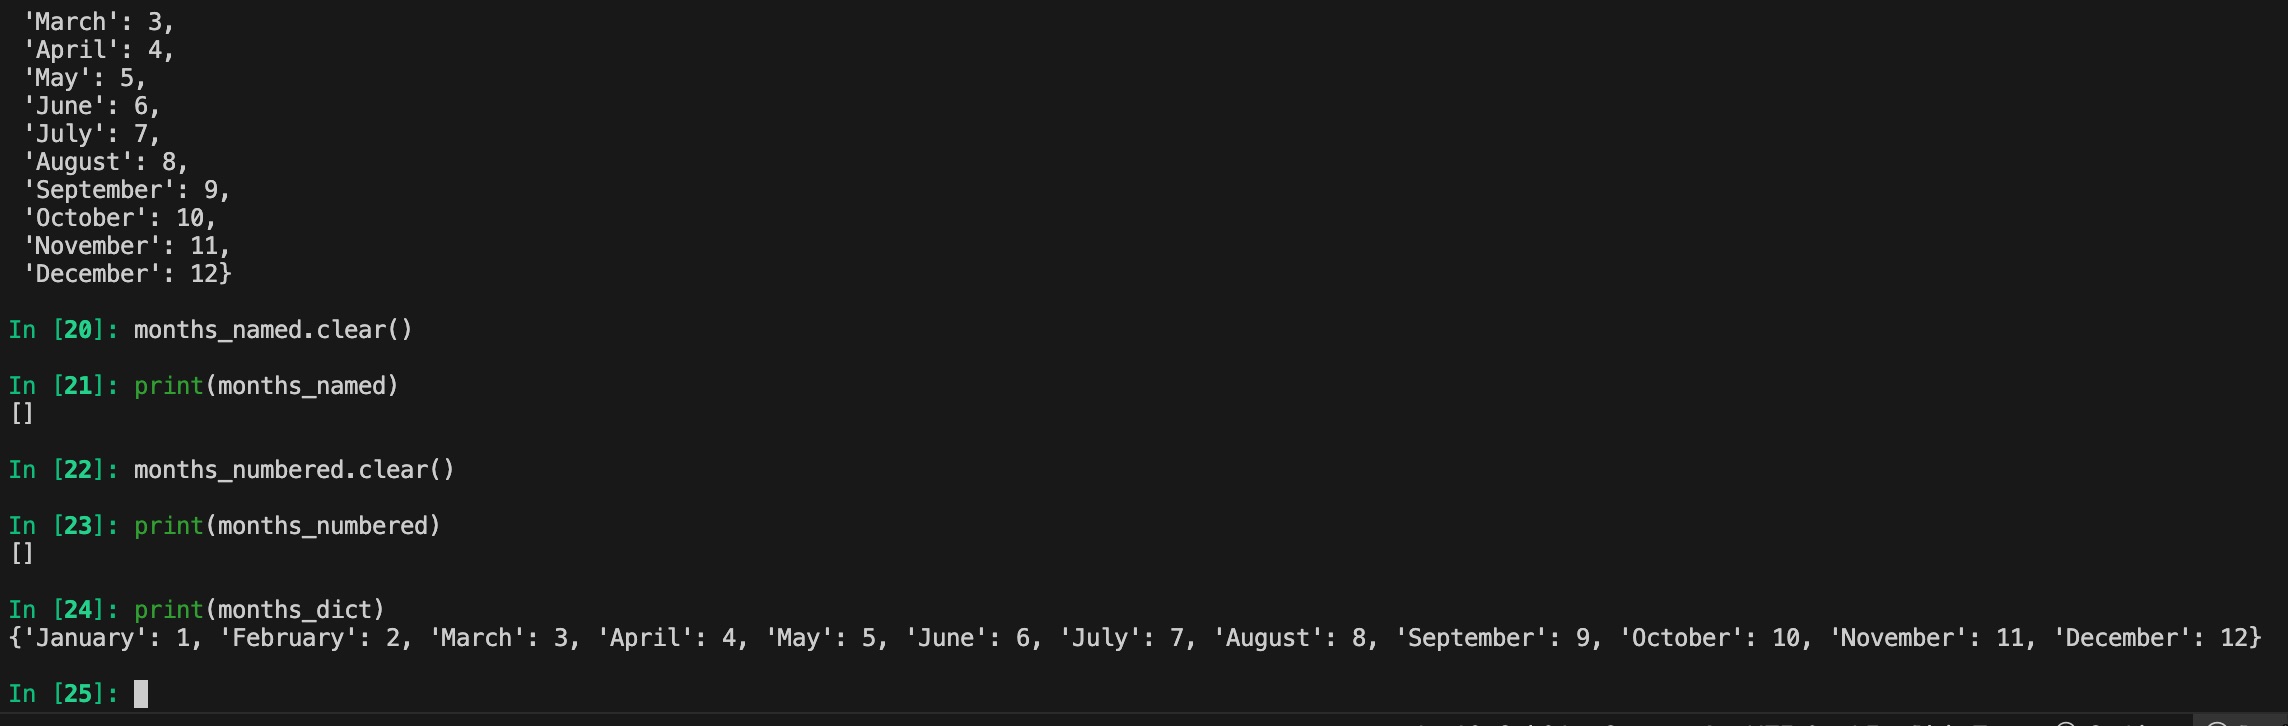 'March': 3,
'April': 4,
'May': 5,
'June': 6,
'July': 7,
'August': 8,
'September': 9,
'October': 10,
'November': 11,
'December': 12}
In [20]: months_named.clear()
In [21]: print(months_named)
[]
In [22]: months_numbered.clear()
In [23]: print(months_numbered)
[]
In [24]: print(months_dict)
{'January': 1, 'February': 2, 'March': 3, 'April': 4, 'May': 5, 'June': 6, 'July': 7, 'August': 8, 'September': 9, 'October': 10, 'November': 11, 'December': 12}
In [25]: